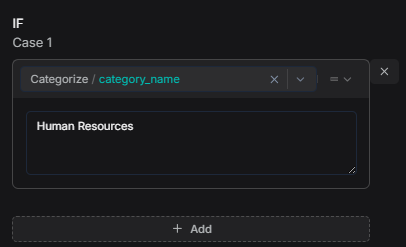 IF
Case 1
Categorize / category_name
=
Human Resources
+ Add